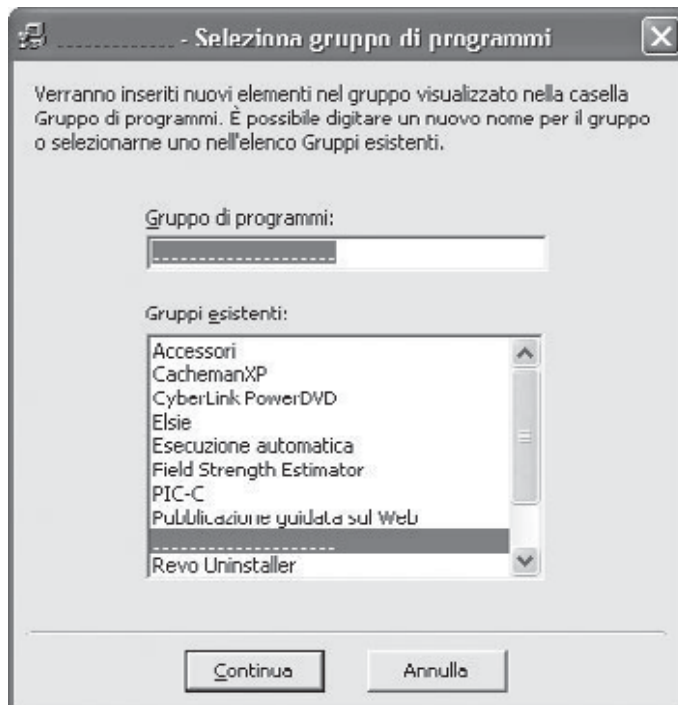 - Seleziona gruppo di programmi
Verranno inseriti nuovi elementi nel gruppo visualizzato nella casella
Gruppo di programmi. È possibile digitare un nuovo nome per il gruppo
o selezionarne uno nell'elenco Gruppi esistenti.
Gruppo di programmi:
Gruppi esistenti:
Accessori
CachemanXP
CyberLink PowerDVD
Elsie
Esecuzione automatica
Field Strength Estimator
PIC-C
Pubblicazione guidata sul Web
Revo Uninstaller
Continua
Annulla